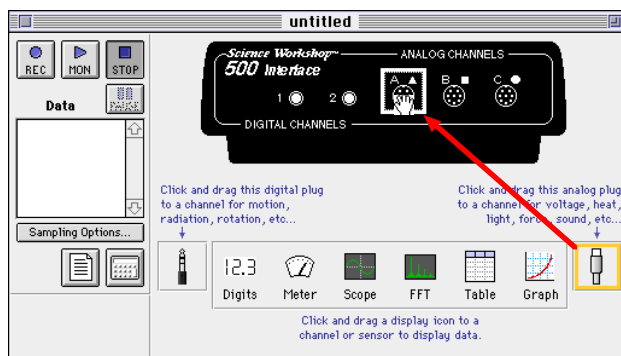 untitled
REC MON STOP
PAUSE
Data
Sampling Options...
Science Workshop™
500 Interface
ANALOG CHANNELS
A B C
1 2
DIGITAL CHANNELS
Click and drag this digital plug
to a channel for motion,
radiation, rotation, etc...
Click and drag this analog plug
to a channel for voltage, heat,
light, force, sound, etc...
12.3
Digits Meter Scope FFT Table Graph
Click and drag a display icon to a
channel or sensor to display data.